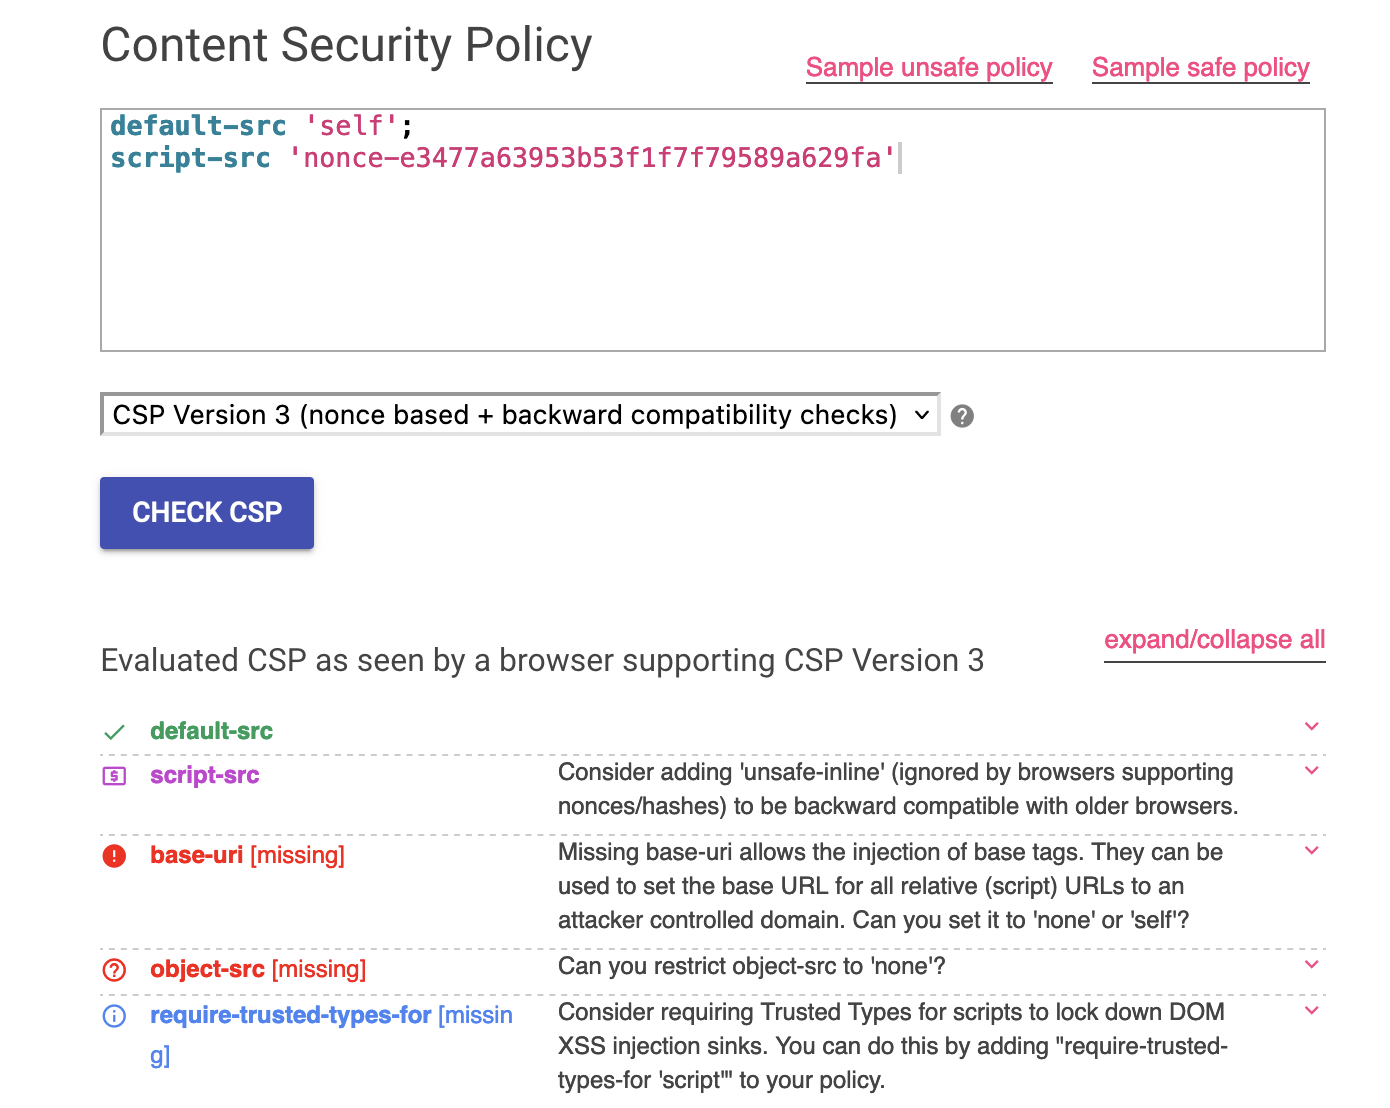 Content Security Policy
Sample unsafe policy Sample safe policy
default-src 'self';
script-src 'nonce-e3477a63953b53f1f7f79589a629fa'
CSP Version 3 (nonce based + backward compatibility checks)
CHECK CSP
expand/collapse all
Evaluated CSP as seen by a browser supporting CSP Version 3
default-src
script-src
Consider adding 'unsafe-inline' (ignored by browsers supporting
nonces/hashes) to be backward compatible with older browsers.
base-uri [missing]
Missing base-uri allows the injection of base tags. They can be
used to set the base URL for all relative (script) URLs to an
attacker controlled domain. Can you set it to 'none' or 'self'?
object-src [missing]
Can you restrict object-src to 'none'?
require-trusted-types-for [missin
g]
Consider requiring Trusted Types for scripts to lock down DOM
XSS injection sinks. You can do this by adding "require-trusted-
types-for 'script'" to your policy.